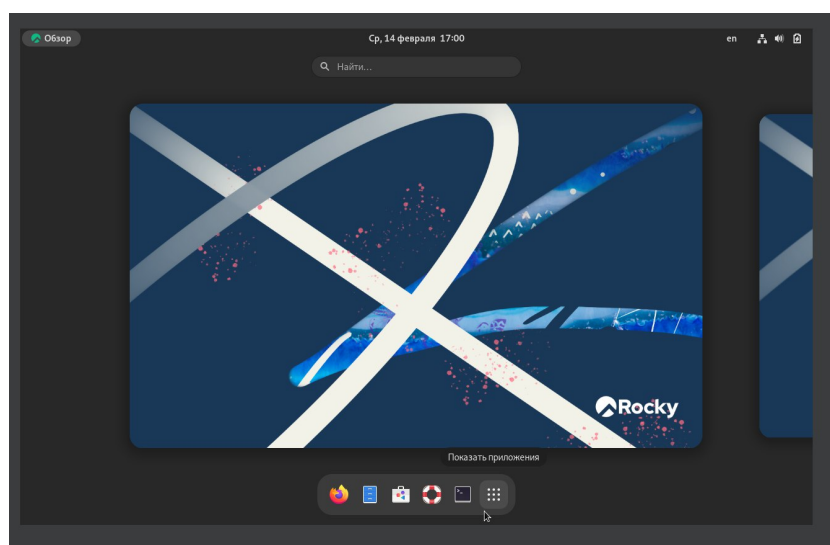 Обзор
Ср, 14 февраля 17:00
en
Найти...
Rocky
Показать приложения